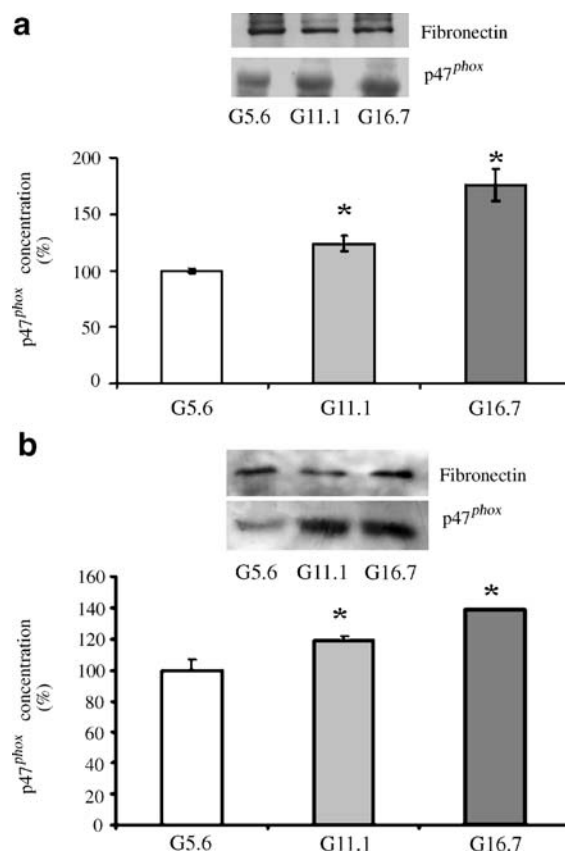 a
Fibronectin
p47phox
G5.6 G11.1 G16.7
p47phox concentration
(%)
200
150
100
50
0
*
*
G5.6 G11.1 G16.7
b
Fibronectin
p47phox
G5.6 G11.1 G16.7
p47phox concentration
(%)
160
140
120
100
80
60
40
20
0
*
*
G5.6 G11.1 G16.7